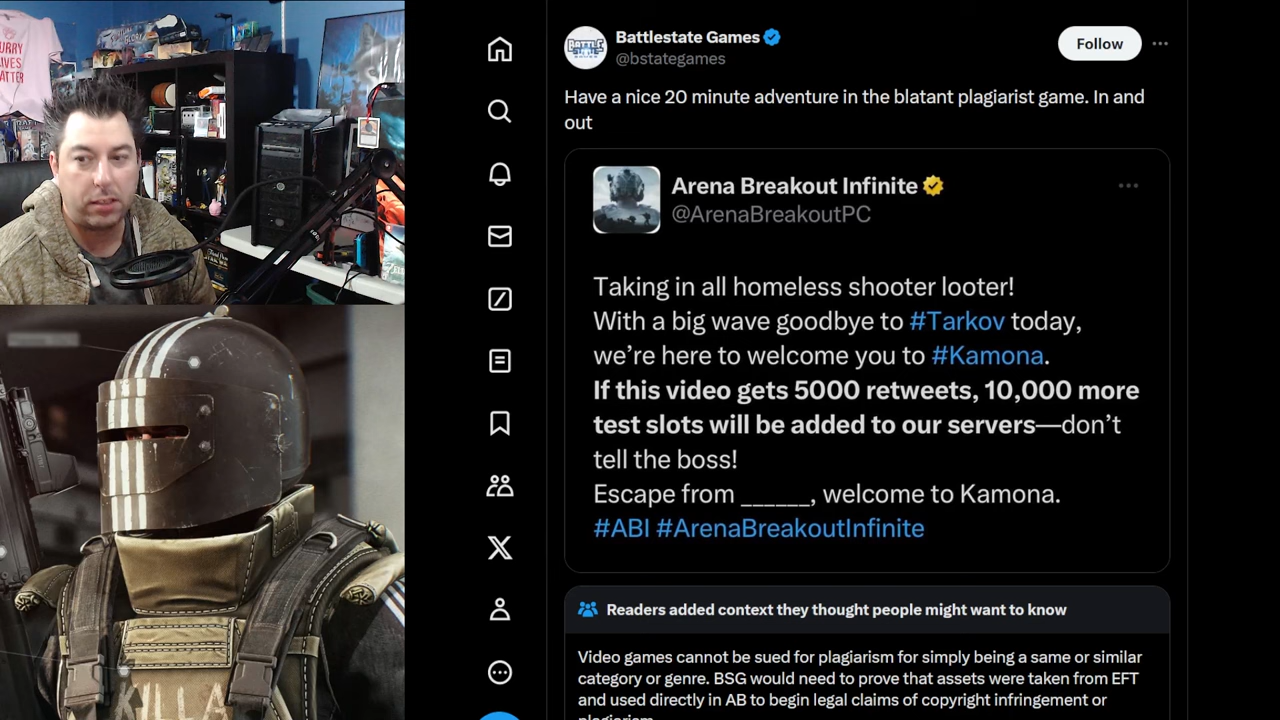 URRY
LIVES
ATTER
Battlestate Games
@bstategames
Follow
Have a nice 20 minute adventure in the blatant plagiarist game. In and
out
Arena Breakout Infinite
@ArenaBreakoutPC
Taking in all homeless shooter looter!
With a big wave goodbye to #Tarkov today,
we’re here to welcome you to #Kamona.
If this video gets 5000 retweets, 10,000 more
test slots will be added to our servers—don’t
tell the boss!
Escape from ______, welcome to Kamona.
#ABI #ArenaBreakoutInfinite
Readers added context they thought people might want to know
Video games cannot be sued for plagiarism for simply being a same or similar
category or genre. BSG would need to prove that assets were taken from EFT
and used directly in AB to begin legal claims of copyright infringement or
plagiarism